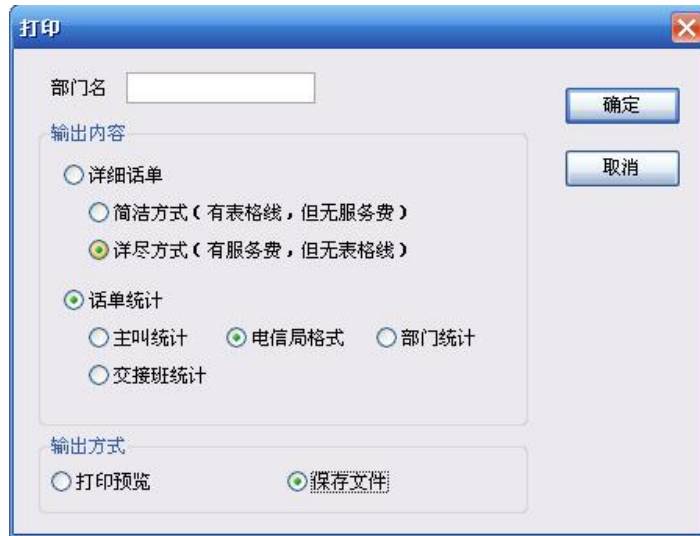 打印
部门名
确定
输出内容
取消
详细话单
简洁方式(有表格线,但无服务费)
详尽方式(有服务费,但无表格线)
话单统计
主叫统计 电信局格式 部门统计
交接班统计
输出方式
打印预览 保存文件